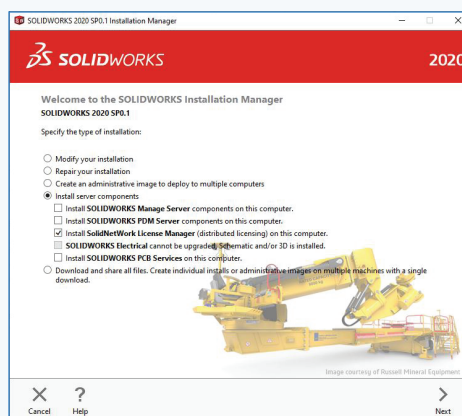 SOLIDWORKS 2020 SP0.1 Installation Manager
SOLIDWORKS
2020
Welcome to the SOLIDWORKS Installation Manager
SOLIDWORKS 2020 SP0.1
Specify the type of installation:
Modify your installation
Repair your installation
Create an administrative image to deploy to multiple computers
Install server components
Install SOLIDWORKS Manage Server components on this computer.
Install SOLIDWORKS PDM Server components on this computer.
Install SolidNetWork License Manager (distributed licensing) on this computer.
SOLIDWORKS Electrical cannot be upgraded, Schematic and/or 3D is installed.
Install SOLIDWORKS PCB Services on this computer.
Download and share all files. Create individual installs or administrative images on multiple machines with a single
download.
Image courtesy of Russell Mineral Equipment
Cancel
Help
Next